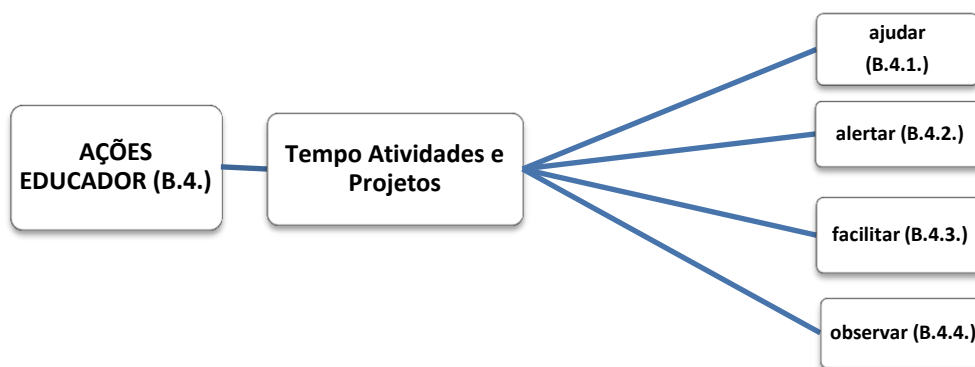 AÇÕES
EDUCADOR (B.4.)
Tempo Atividades e
Projetos
ajudar
(B.4.1.)
alertar (B.4.2.)
facilitar (B.4.3.)
observar (B.4.4.)